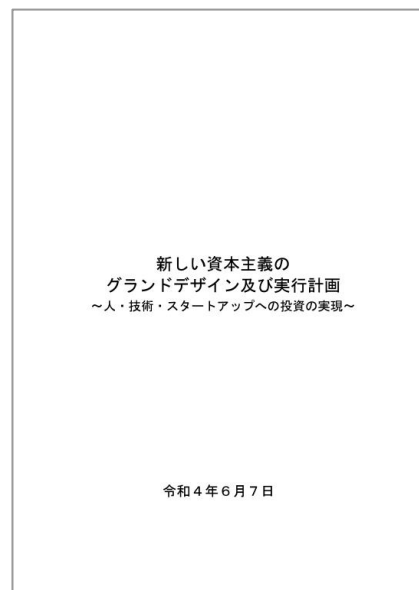 新しい資本主義の
グランドデザイン及び実行計画
～人・技術・スタートアップへの投資の実現～
令和４年６月７日